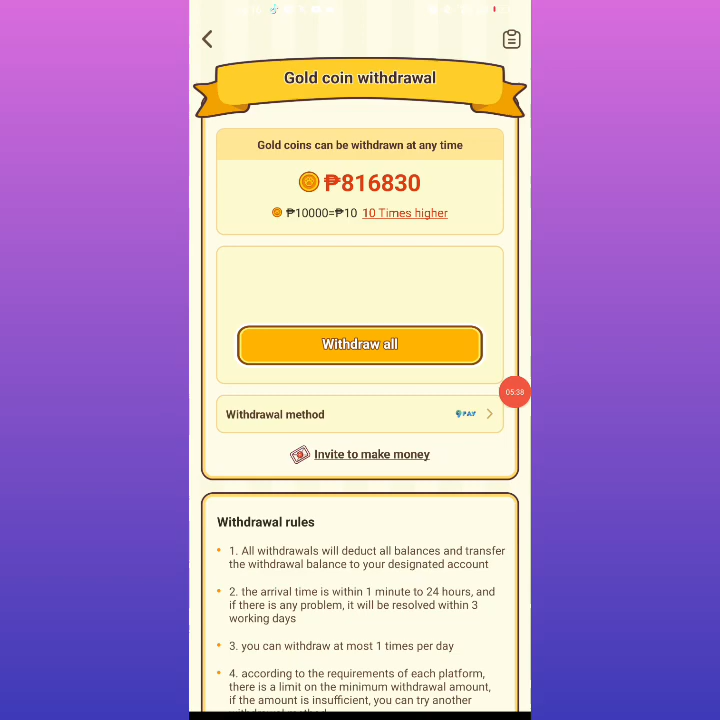 Gold coin withdrawal
Gold coins can be withdrawn at any time
₱816830
₱10000=₱10 10 Times higher
Withdraw all
05:38
Withdrawal method PAY
Invite to make money
Withdrawal rules
• 1. All withdrawals will deduct all balances and transfer
the withdrawal balance to your designated account
• 2. the arrival time is within 1 minute to 24 hours, and
if there is any problem, it will be resolved within 3
working days
• 3. you can withdraw at most 1 times per day
• 4. according to the requirements of each platform,
there is a limit on the minimum withdrawal amount,
if the amount is insufficient, you can try another